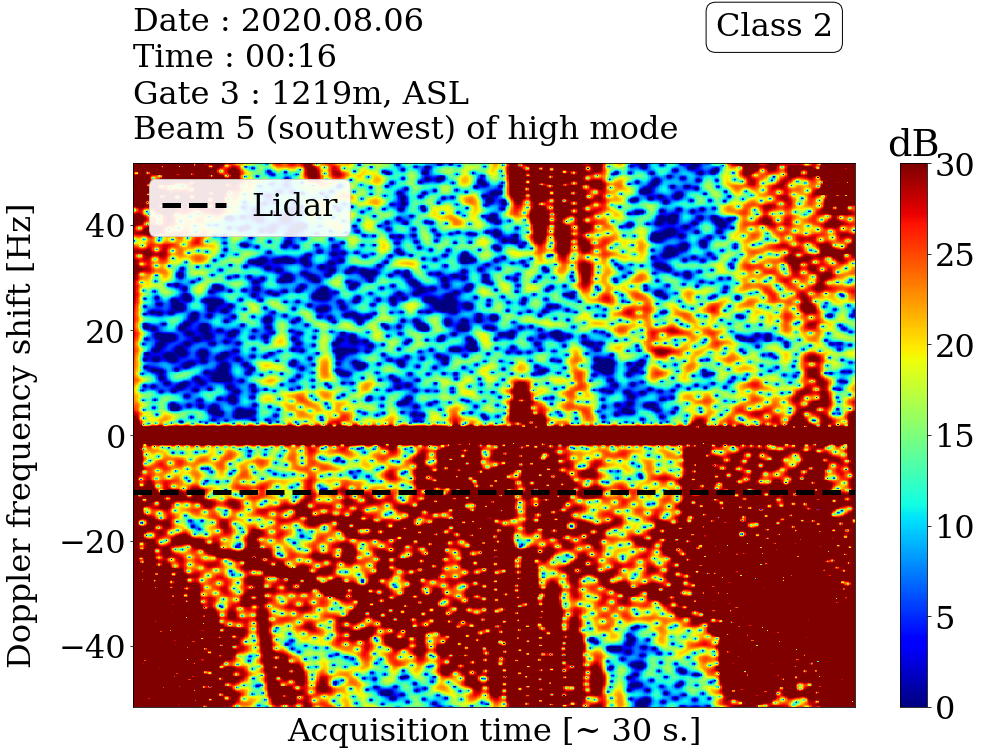 Date : 2020.08.06
Time : 00:16
Gate 3 : 1219m, ASL
Beam 5 (southwest) of high mode
Class 2
dB
Lidar
Doppler frequency shift [Hz]
40
20
0
−20
−40
30
25
20
15
10
5
0
Acquisition time [~ 30 s.]